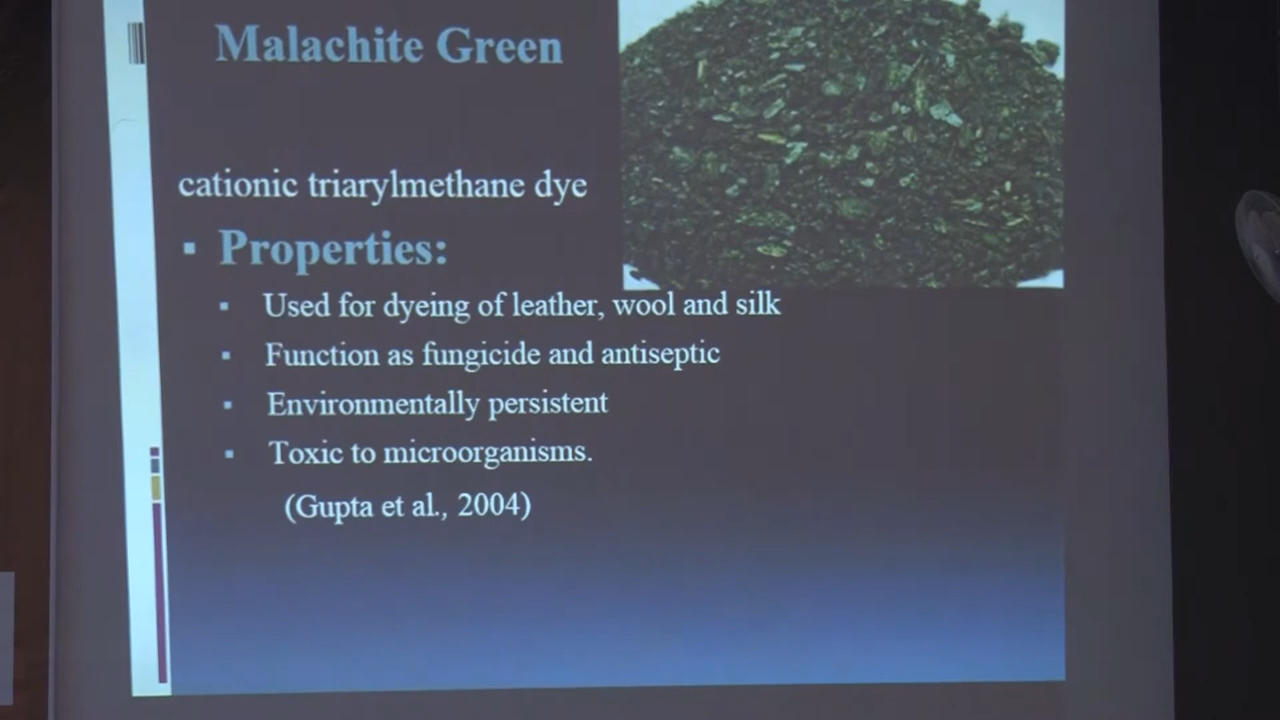 Malachite Green
cationic triarylmethane dye
▪ Properties:
▪ Used for dyeing of leather, wool and silk
▪ Function as fungicide and antiseptic
▪ Environmentally persistent
▪ Toxic to microorganisms.
(Gupta et al., 2004)